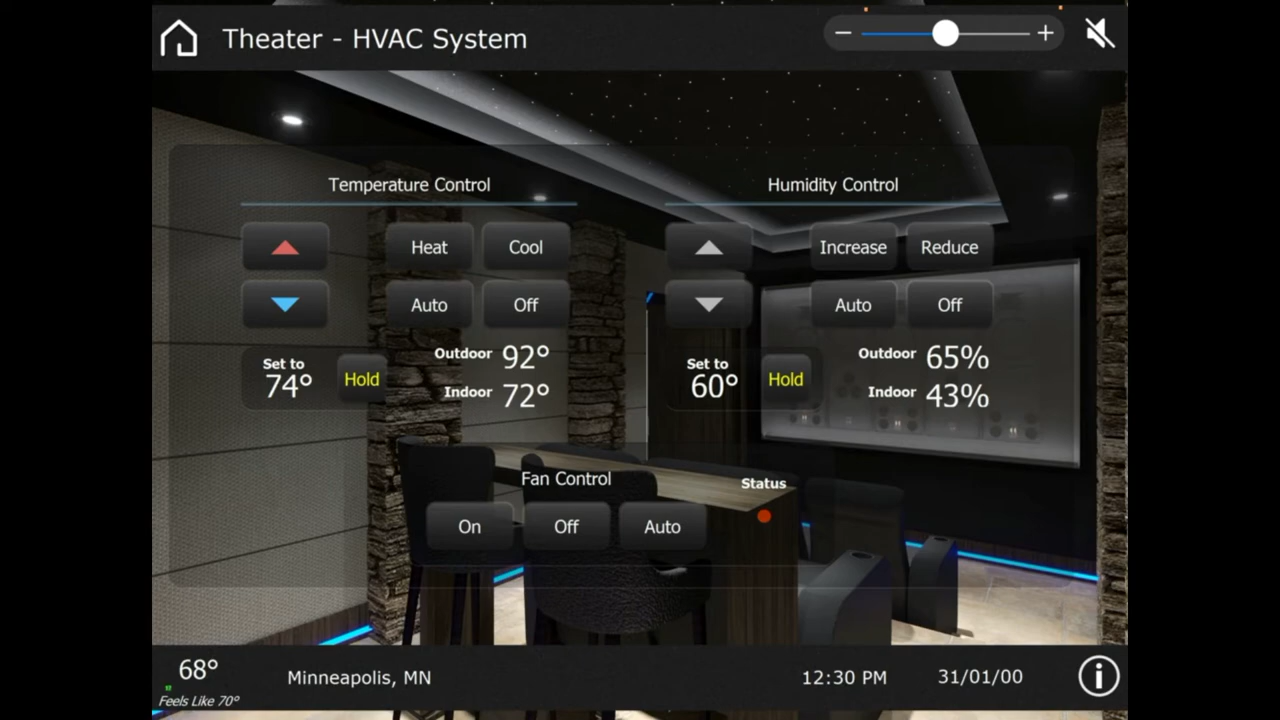 Theater - HVAC System
Temperature Control
Heat Cool
Auto Off
Set to
74° Hold
Outdoor 92°
Indoor 72°
Humidity Control
Increase Reduce
Auto Off
Set to
60° Hold
Outdoor 65%
Indoor 43%
Fan Control
On Off Auto
Status
68°
Feels Like 70°
Minneapolis, MN
12:30 PM
31/01/00